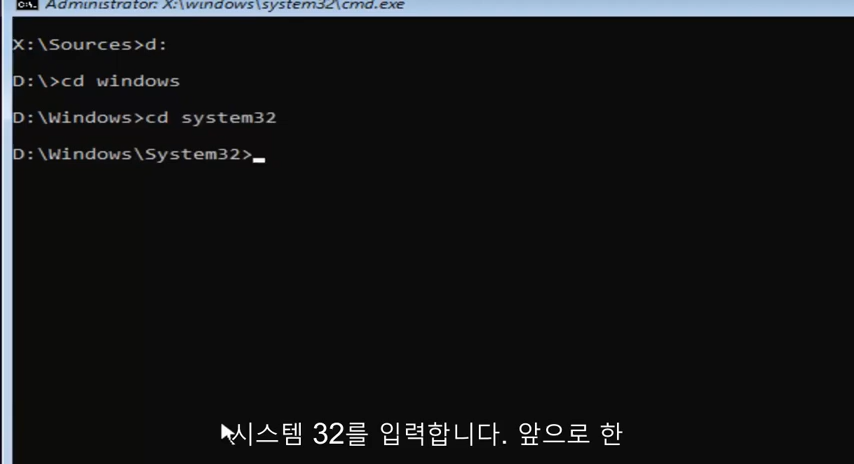 Administrator: X:\windows\system32\cmd.exe
X:\Sources>d:
D:\>cd windows
D:\Windows>cd system32
D:\Windows\System32>
시스템 32를 입력합니다. 앞으로 한